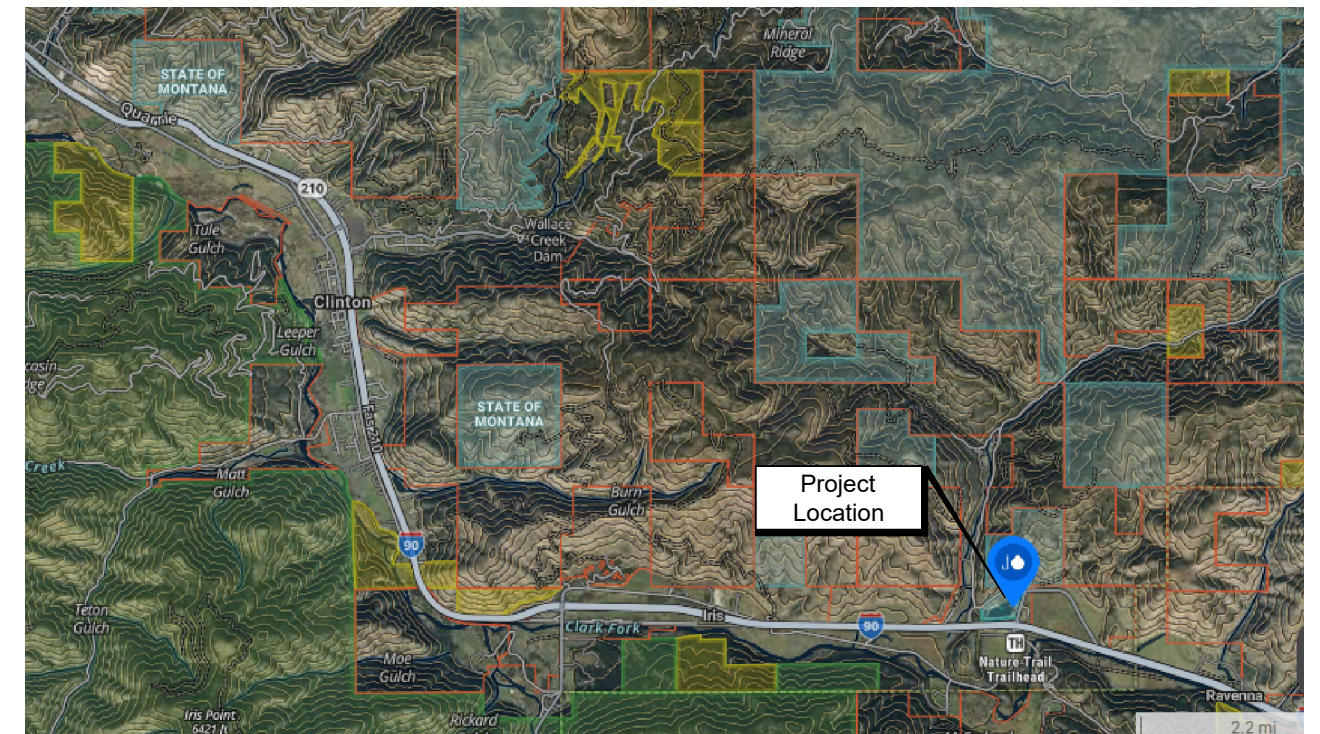 Mineral
Ridge
STATE OF
MONTANA
Quarrie
210
Tule
Gulch
Wallace
Creek
Dam
Clinton
Leeper
Gulch
casin
dge
STATE OF
MONTANA
East 210
Creek
Matt
Gulch
Burn
Gulch
Project
Location
90
Teton
Gulch
Iris
Clark Fork
90
TH
Nature Trail
Trailhead
Moe
Gulch
Ravenna
Iris Point
6421 ft
Rickard
2.2 mi